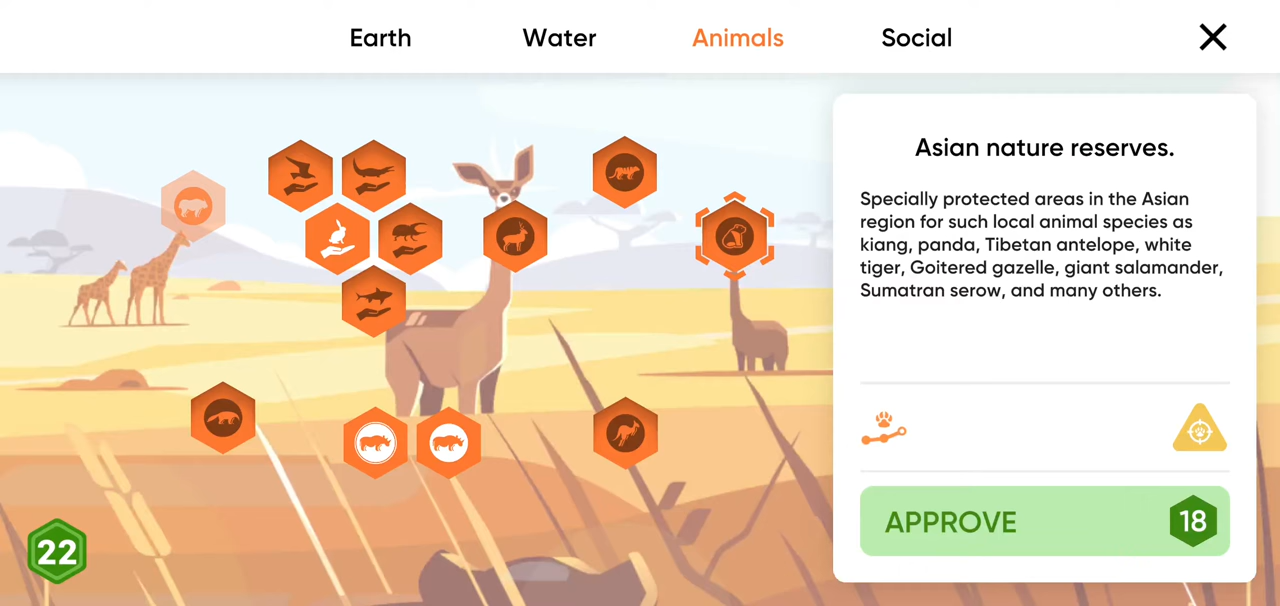 Earth Water Animals Social
Asian nature reserves.
Specially protected areas in the Asian
region for such local animal species as
kiang, panda, Tibetan antelope, white
tiger, Goitered gazelle, giant salamander,
Sumatran serow, and many others.
APPROVE 18
22